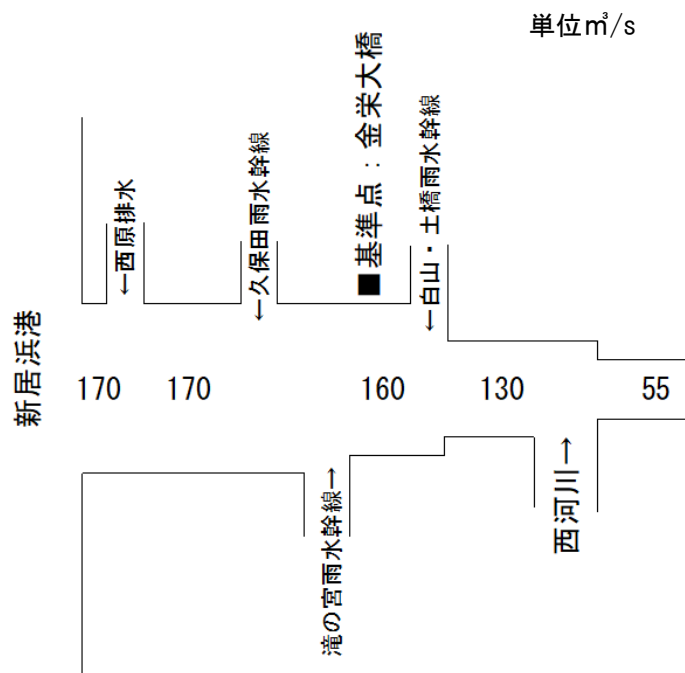 単位㎥/s
←西原排水
←久保田雨水幹線
■基準点：金栄大橋
←白山・土橋雨水幹線
新居浜港
170
170
160
130
55
滝の宮雨水幹線→
西河川→